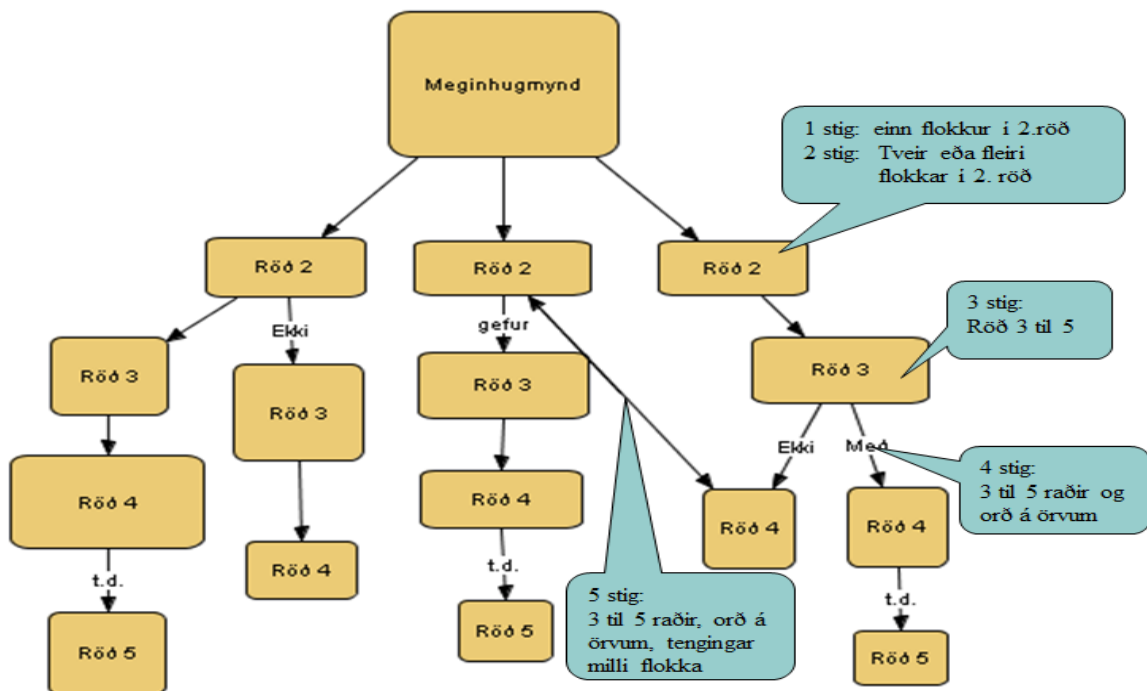 Meginhugmynd
1 stig: einn flokkur í 2.röð
2 stig: Tveir eða fleiri
flokkar í 2. röð
Röð 2
Röð 2
Röð 2
Ekki
gefur
3 stig:
Röð 3 til 5
Röð 3
Röð 3
Röð 3
Röð 3
Ekki
Með
4 stig:
3 til 5 raðir og
orð á örvum
Röð 4
Röð 4
Röð 4
Röð 4
Röð 4
t.d.
t.d.
t.d.
5 stig:
3 til 5 raðir, orð á
örvum, tengingar
milli flokka
Röð 5
Röð 5
Röð 5